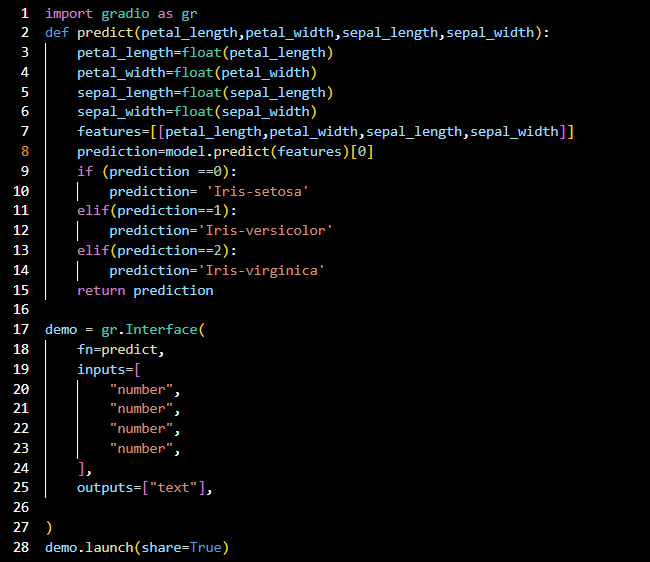 1 import gradio as gr
2 def predict(petal_length,petal_width,sepal_length,sepal_width):
3     petal_length=float(petal_length)
4     petal_width=float(petal_width)
5     sepal_length=float(sepal_length)
6     sepal_width=float(sepal_width)
7     features=[[petal_length,petal_width,sepal_length,sepal_width]]
8     prediction=model.predict(features)[0]
9     if (prediction ==0):
10         prediction= 'Iris-setosa'
11     elif(prediction==1):
12         prediction='Iris-versicolor'
13     elif(prediction==2):
14         prediction='Iris-virginica'
15     return prediction
16
17 demo = gr.Interface(
18     fn=predict,
19     inputs=[
20         "number",
21         "number",
22         "number",
23         "number",
24     ],
25     outputs=["text"],
26
27 )
28 demo.launch(share=True)